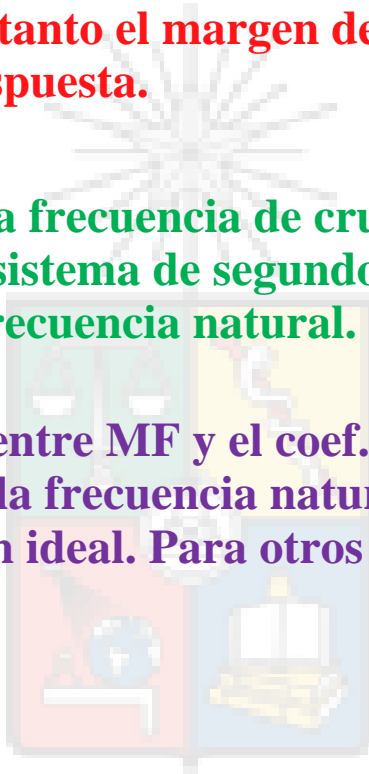 tanto el margen de
spuesta.
a frecuencia de cru
sistema de segundo
recuencia natural.
entre MF y el coef.
la frecuencia natur
n ideal. Para otros